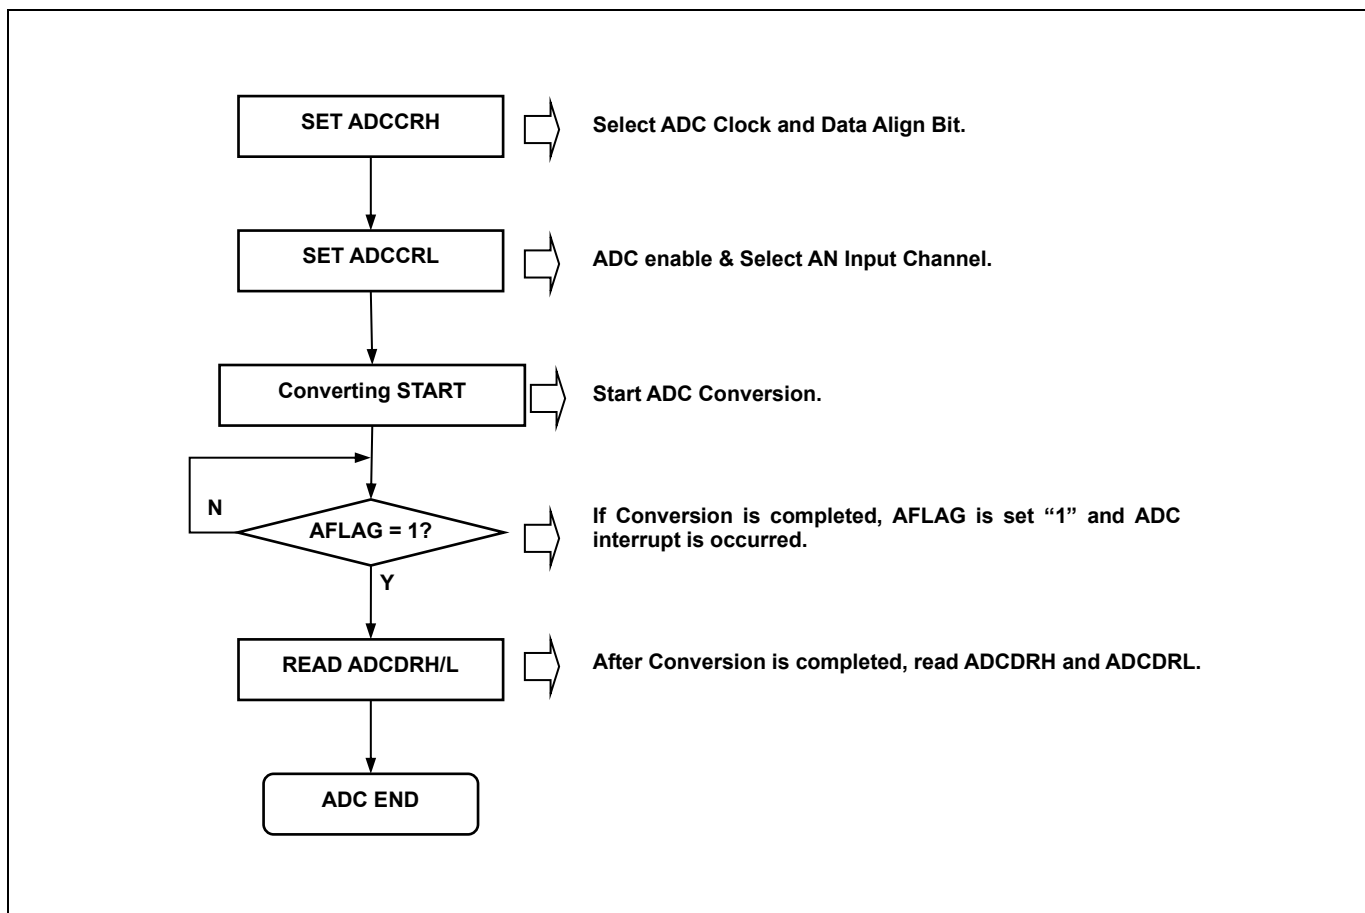 SET ADCCRH
Select ADC Clock and Data Align Bit.
SET ADCCRL
ADC enable & Select AN Input Channel.
Converting START
Start ADC Conversion.
N
AFLAG = 1?
If Conversion is completed, AFLAG is set “1” and ADC
interrupt is occurred.
Y
READ ADCDRH/L
After Conversion is completed, read ADCDRH and ADCDRL.
ADC END